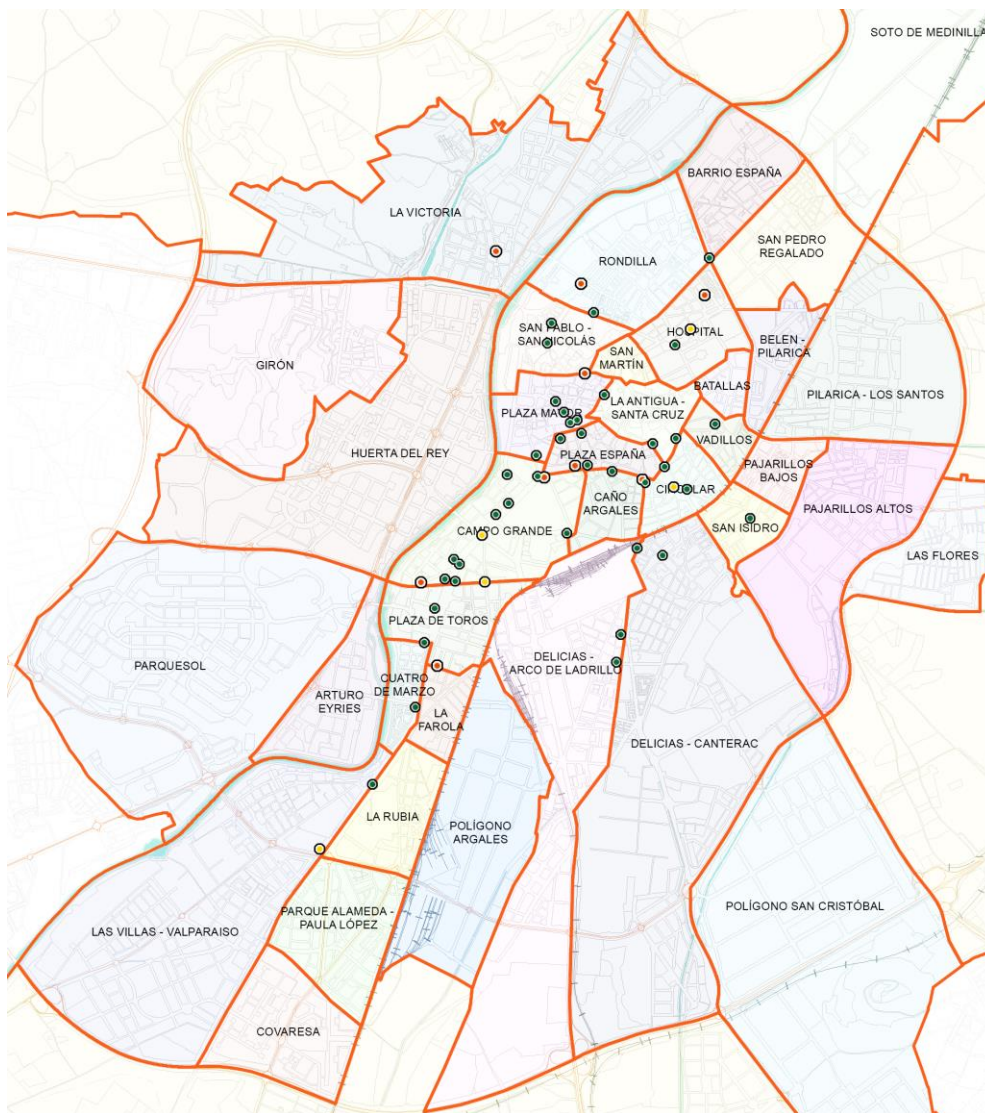 SOTO DE MEDINILLA
BARRIO ESPAÑA
LA VICTORIA
SAN PEDRO
REGALADO
RONDILLA
SAN PABLO -
SAN NICOLÁS
HOSPITAL
BELEN -
PILARICA
SAN
MARTÍN
GIRÓN
BATALLAS
PILARICA - LOS SANTOS
LA ANTIGUA -
SANTA CRUZ
PLAZA MAYOR
VADILLOS
HUERTA DEL REY
PLAZA ESPAÑA
PAJARILLOS
BAJOS
CIRCULAR
CAÑO
ARGALES
PAJARILLOS ALTOS
SAN ISIDRO
CAMPO GRANDE
LAS FLORES
PLAZA DE TOROS
PARQUESOL
DELICIAS -
ARCO DE LADRILLO
CUATRO
DE MARZO
ARTURO
EYRIES
LA
FAROLA
DELICIAS - CANTERAC
LA RUBIA
POLÍGONO
ARGALES
POLÍGONO SAN CRISTÓBAL
PARQUE ALAMEDA -
PAULA LÓPEZ
LAS VILLAS - VALPARAISO
COVARESA